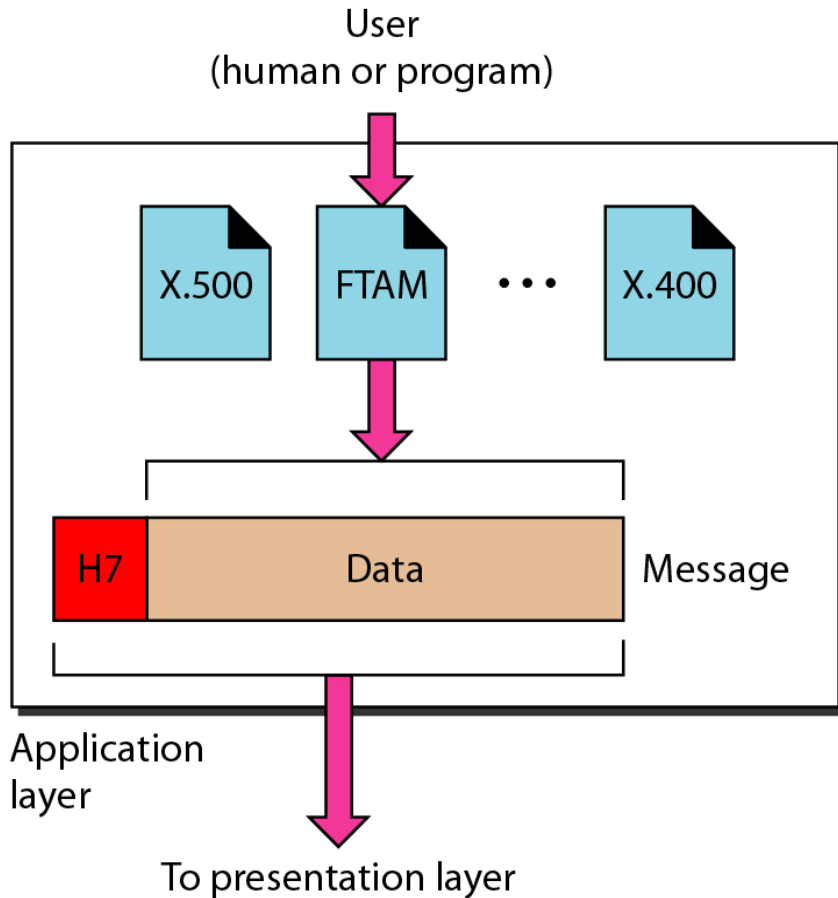 User
(human or program)
X.500
FTAM
...
X.400
H7
Data
Message
Application
layer
To presentation layer